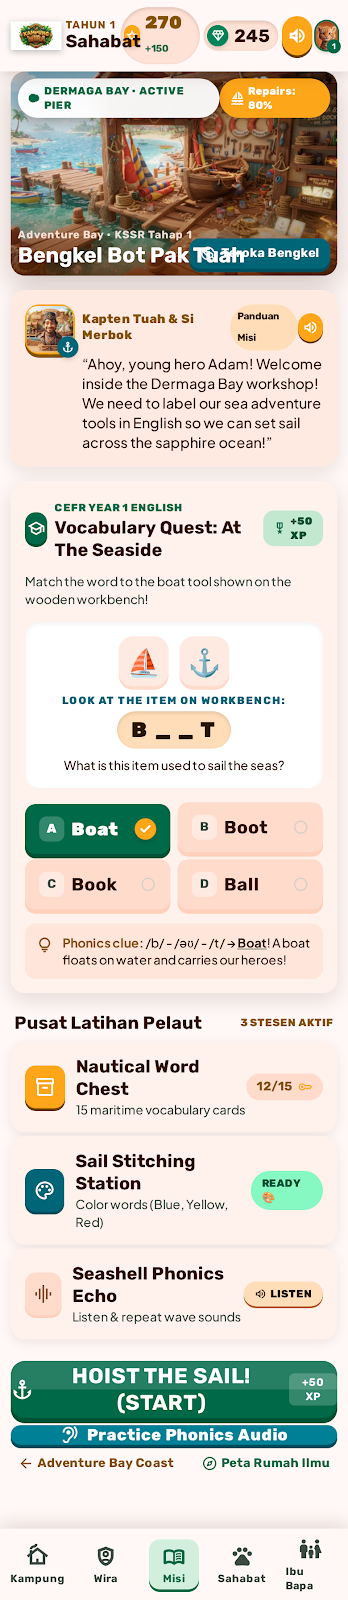 TAHUN 1
Sahabat
270
+150
245
1
DERMAGA BAY • ACTIVE
PIER
Repairs:
80%
Adventure Bay • KSSR Tahap 1
Bengkel Bot Pak Tuah
Bengkel
Kapten Tuah & Si
Merbok
Panduan
Misi
“Ahoy, young hero Adam! Welcome
inside the Dermaga Bay workshop!
We need to label our sea adventure
tools in English so we can set sail
across the sapphire ocean!”
CEFR YEAR 1 ENGLISH
Vocabulary Quest: At
The Seaside
+50
XP
Match the word to the boat tool shown on the
wooden workbench!
LOOK AT THE ITEM ON WORKBENCH:
B _ _ T
What is this item used to sail the seas?
A Boat
B Boot
C Book
D Ball
Phonics clue: /b/ - /əʊ/ - /t/ → Boat! A boat
floats on water and carries our heroes!
Pusat Latihan Pelaut
3 STESEN AKTIF
Nautical Word
Chest
15 maritime vocabulary cards
12/15
Sail Stitching
Station
Color words (Blue, Yellow,
Red)
READY
Seashell Phonics
Echo
Listen & repeat wave sounds
LISTEN
HOIST THE SAIL!
(START)
+50
XP
Practice Phonics Audio
Adventure Bay Coast
Peta Rumah Ilmu
Kampung
Wira
Misi
Sahabat
Ibu
Bapa